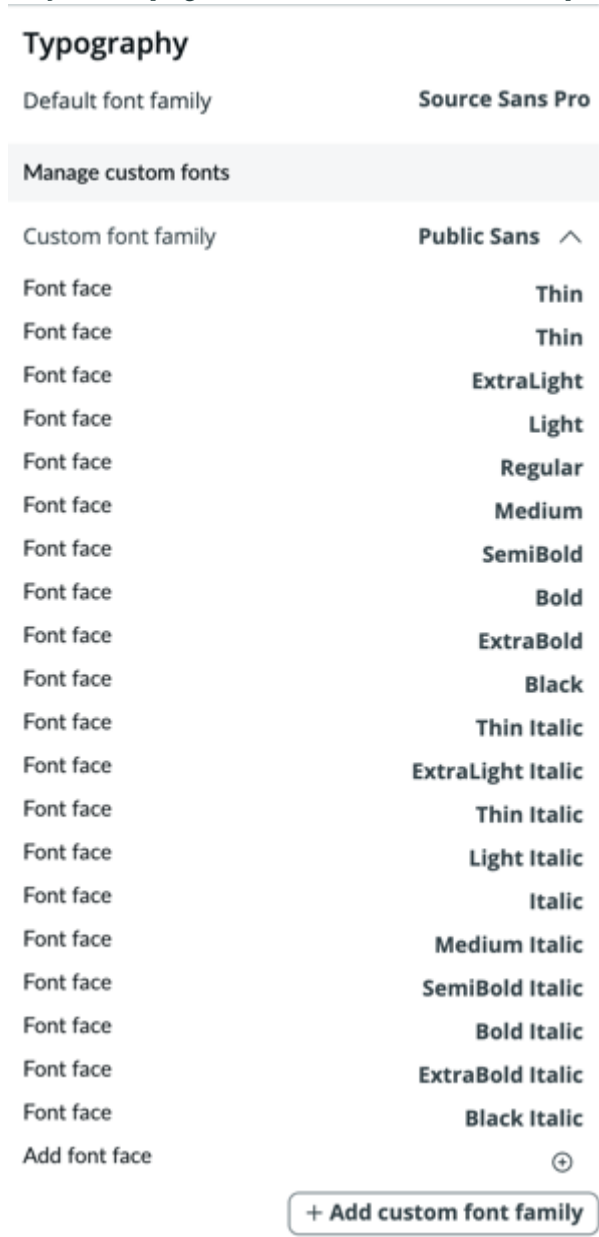 Typography
Default font family Source Sans Pro
Manage custom fonts
Custom font family Public Sans
Font face Thin
Font face Thin
Font face ExtraLight
Font face Light
Font face Regular
Font face Medium
Font face SemiBold
Font face Bold
Font face ExtraBold
Font face Black
Font face Thin Italic
Font face ExtraLight Italic
Font face Thin Italic
Font face Light Italic
Font face Italic
Font face Medium Italic
Font face SemiBold Italic
Font face Bold Italic
Font face ExtraBold Italic
Font face Black Italic
Add font face
+ Add custom font family